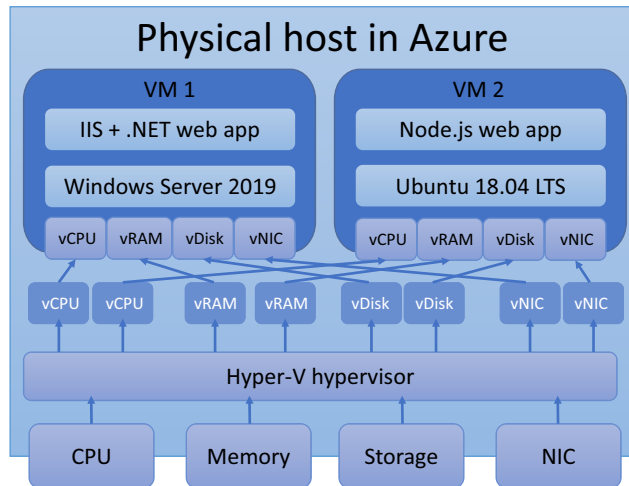 Physical host in Azure
VM 1
VM 2
IIS + .NET web app
Node.js web app
Windows Server 2019
Ubuntu 18.04 LTS
vCPU vRAM vDisk vNIC
vCPU vRAM vDisk vNIC
vCPU vCPU vRAM vRAM vDisk vDisk vNIC vNIC
Hyper-V hypervisor
CPU Memory Storage NIC